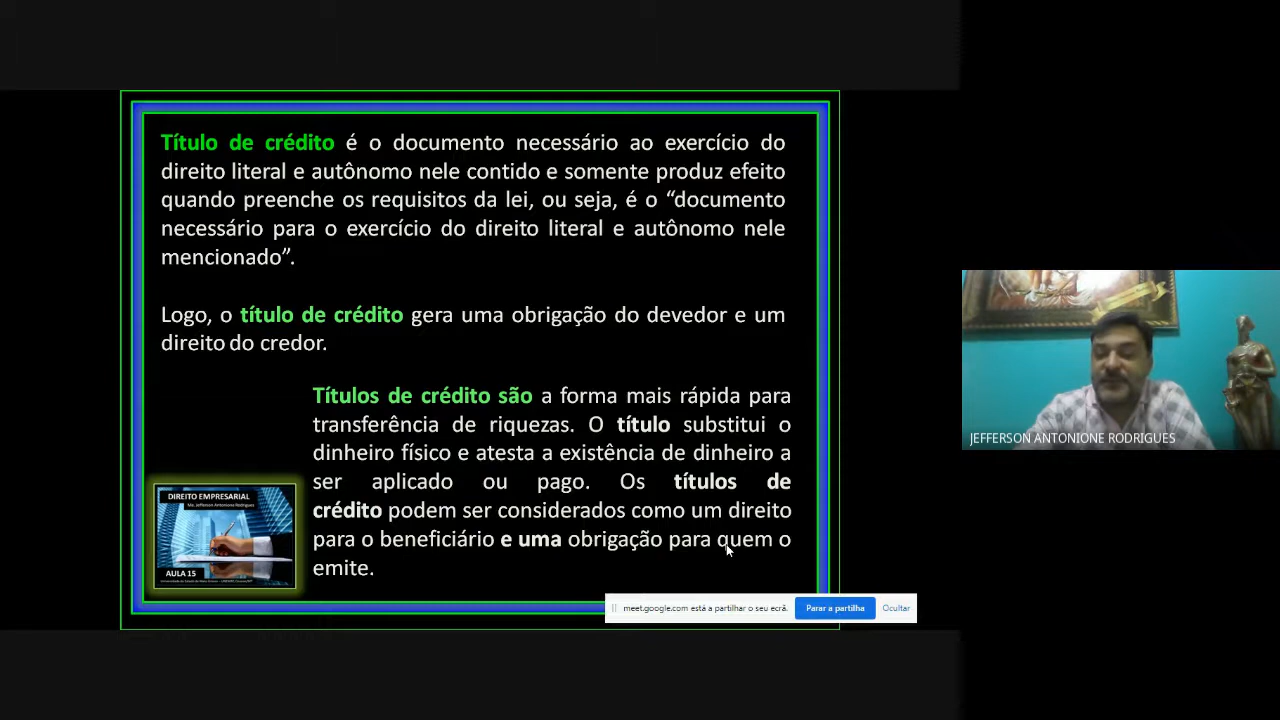 Título de crédito é o documento necessário ao exercício do
direito literal e autônomo nele contido e somente produz efeito
quando preenche os requisitos da lei, ou seja, é o “documento
necessário para o exercício do direito literal e autônomo nele
mencionado”.
Logo, o título de crédito gera uma obrigação do devedor e um
direito do credor.
Títulos de crédito são a forma mais rápida para
transferência de riquezas. O título substitui o
dinheiro físico e atesta a existência de dinheiro a
ser aplicado ou pago. Os títulos de
crédito podem ser considerados como um direito
para o beneficiário e uma obrigação para quem o
emite.
DIREITO EMPRESARIAL
Me. Jefferson Antonione Rodrigues
AULA 15
meet.google.com está a partilhar o seu ecrã.
Parar a partilha
Ocultar
JEFFERSON ANTONIONE RODRIGUES